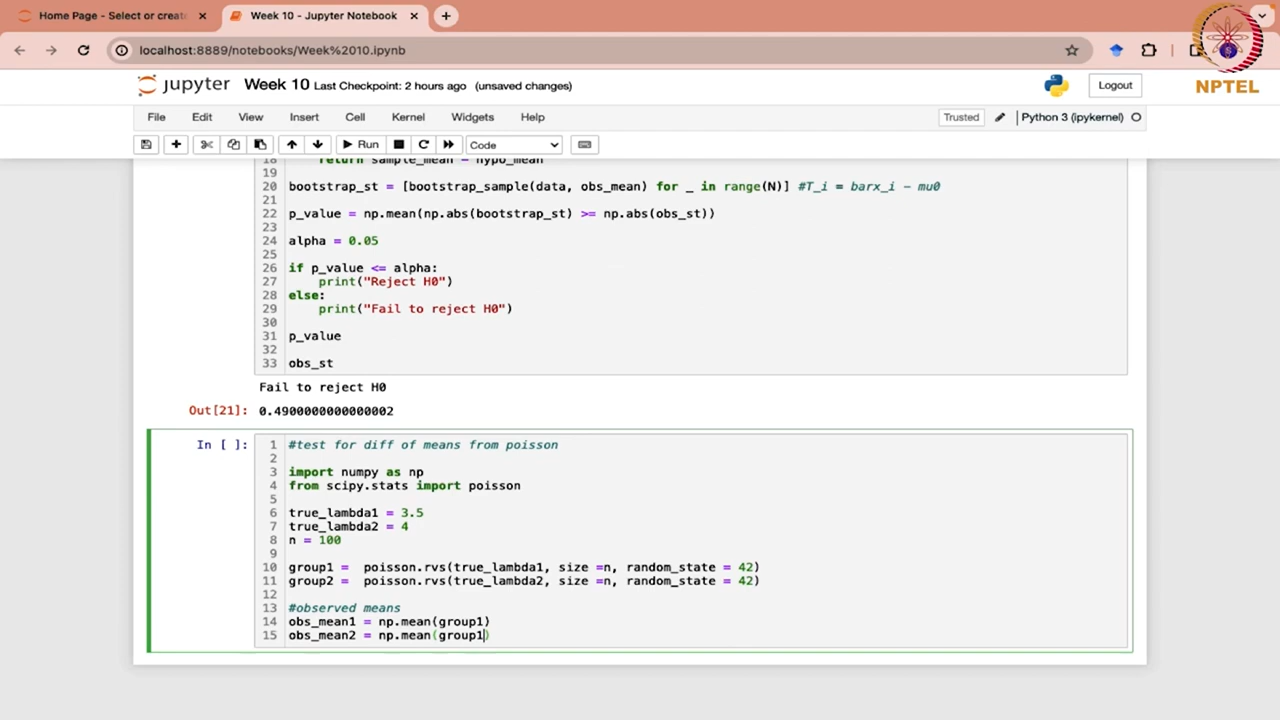 Home Page - Select or creat
Week 10 - Jupyter Notebook
localhost:8889/notebooks/Week%2010.ipynb
NPTEL
jupyter Week 10 Last Checkpoint: 2 hours ago (unsaved changes)
Logout
File Edit View Insert Cell Kernel Widgets Help
Trusted Python 3 (ipykernel)
Run Code
18 return sample_mean - hypo_mean
19
20 bootstrap_st = [bootstrap_sample(data, obs_mean) for _ in range(N)] #T_i = barx_i - mu0
21
22 p_value = np.mean(np.abs(bootstrap_st) >= np.abs(obs_st))
23
24 alpha = 0.05
25
26 if p_value <= alpha:
27 print("Reject H0")
28 else:
29 print("Fail to reject H0")
30
31 p_value
32
33 obs_st
Fail to reject H0
Out[21]: 0.4900000000000002
In [ ]: 1 #test for diff of means from poisson
2
3 import numpy as np
4 from scipy.stats import poisson
5
6 true_lambda1 = 3.5
7 true_lambda2 = 4
8 n = 100
9
10 group1 =  poisson.rvs(true_lambda1, size =n, random_state = 42)
11 group2 =  poisson.rvs(true_lambda2, size =n, random_state = 42)
12
13 #observed means
14 obs_mean1 = np.mean(group1)
15 obs_mean2 = np.mean(group1)